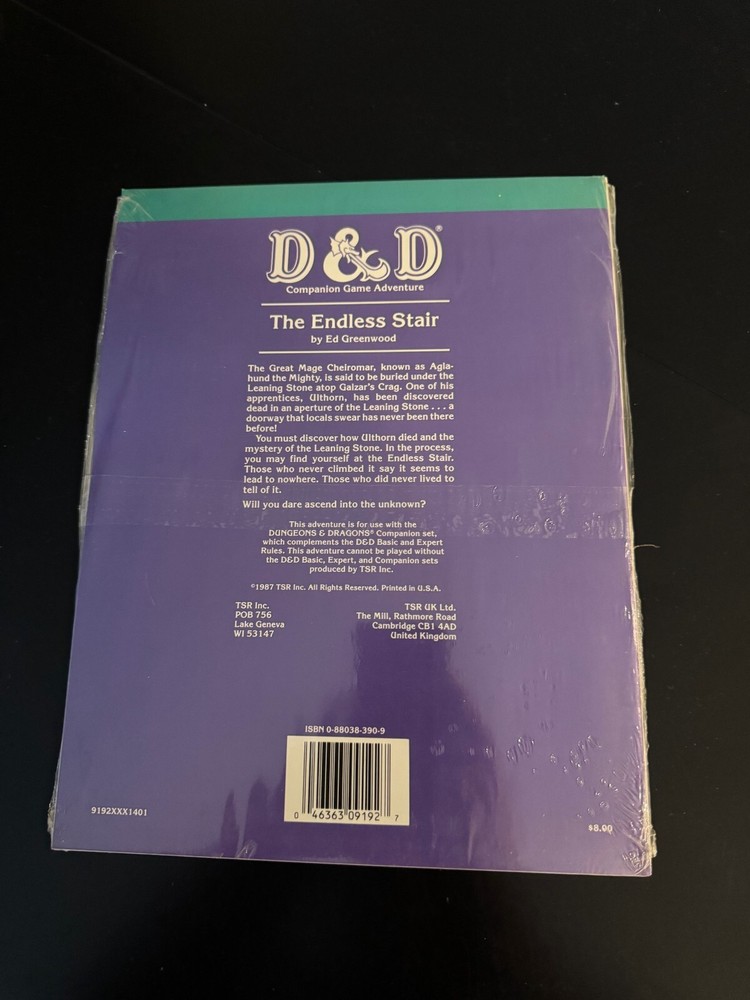 D&D®
Companion Game Adventure
The Endless Stair
by Ed Greenwood
The Great Mage Cheiromar, known as Agla-
hund the Mighty, is said to be buried under the
Leaning Stone atop Galzar's Crag. One of his
apprentices, Ulthorn, has been discovered
dead in an aperture of the Leaning Stone . . . a
doorway that locals swear has never been there
before!
You must discover how Ulthorn died and the
mystery of the Leaning Stone. In the process,
you may find yourself at the Endless Stair.
Those who never climbed it say it seems to
lead to nowhere. Those who did never lived to
tell of it.
Will you dare ascend into the unknown?
This adventure is for use with the
DUNGEONS & DRAGONS® Companion set,
which complements the D&D Basic and Expert
Rules. This adventure cannot be played without
the D&D Basic, Expert, and Companion sets
produced by TSR Inc.
©1987 TSR Inc. All Rights Reserved. Printed in U.S.A.
TSR Inc.
POB 756
Lake Geneva
WI 53147
TSR UK Ltd.
The Mill, Rathmore Road
Cambridge CB1 4AD
United Kingdom
ISBN 0-88038-390-9
0 46363 09192 7
9192XXX1401
$8.00